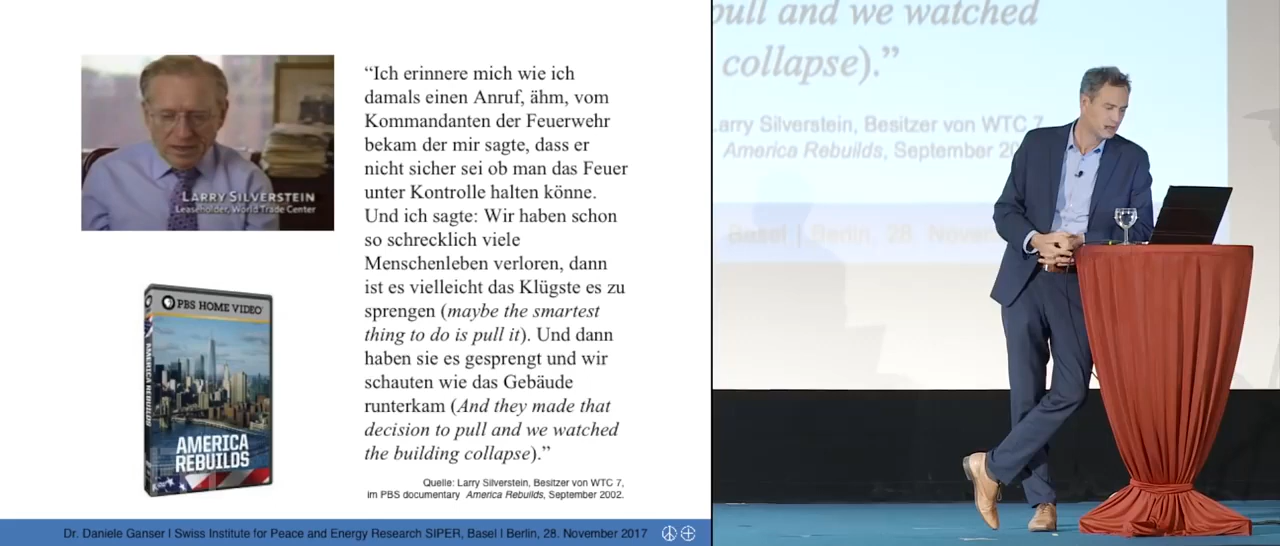 LARRY SILVERSTEIN
Leaseholder, World Trade Center
PBS HOME VIDEO
AMERICA REBUILDS
AMERICA
REBUILDS
“Ich erinnere mich wie ich
damals einen Anruf, ähm, vom
Kommandanten der Feuerwehr
bekam der mir sagte, dass er
nicht sicher sei ob man das Feuer
unter Kontrolle halten könne.
Und ich sagte: Wir haben schon
so schrecklich viele
Menschenleben verloren, dann
ist es vielleicht das Klügste es zu
sprengen (maybe the smartest
thing to do is pull it). Und dann
haben sie es gesprengt und wir
schauten wie das Gebäude
runterkam (And they made that
decision to pull and we watched
the building collapse).”
Quelle: Larry Silverstein, Besitzer von WTC 7,
im PBS documentary America Rebuilds, September 2002.
Dr. Daniele Ganser I Swiss Institute for Peace and Energy Research SIPER, Basel I Berlin, 28. November 2017
pull and we watched
collapse).”
Larry Silverstein, Besitzer von WTC 7
America Rebuilds, September 20
Basel | Berlin, 28. Novem